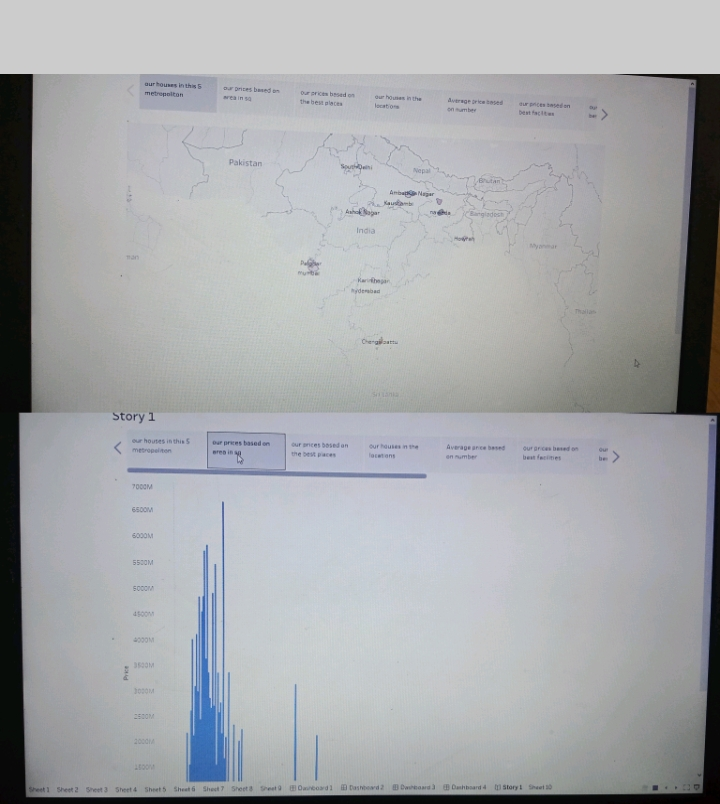 our houses in this 5
metropolitan
our prices based on
area in sq
our prices based on
the best places
our houses in the
locations
Average price based
on number
our prices based on
best facilities
our
Pakistan
South Delhi
Nepal
Bhutan
Ambedkar Nagar
Kaushambi
Ashok Nagar
Bangladesh
India
Myanmar
Palghar
mumbai
Karimnagar
hyderabad
Chengalpattu
Story 1
our houses in this 5
metropolitan
our prices based on
area in sq
our prices based on
the best places
our houses in the
locations
Average price based
on number
our prices based on
best facilities
our
7000M
6500M
6000M
5500M
5000M
4500M
4000M
3500M
3000M
2500M
2000M
1500M
Price
Sheet 1 Sheet 2 Sheet 3 Sheet 4 Sheet 5 Sheet 6 Sheet 7 Sheet 8 Sheet 9 Dashboard 1 Dashboard 2 Dashboard 3 Dashboard 4 Story 1 Sheet 10